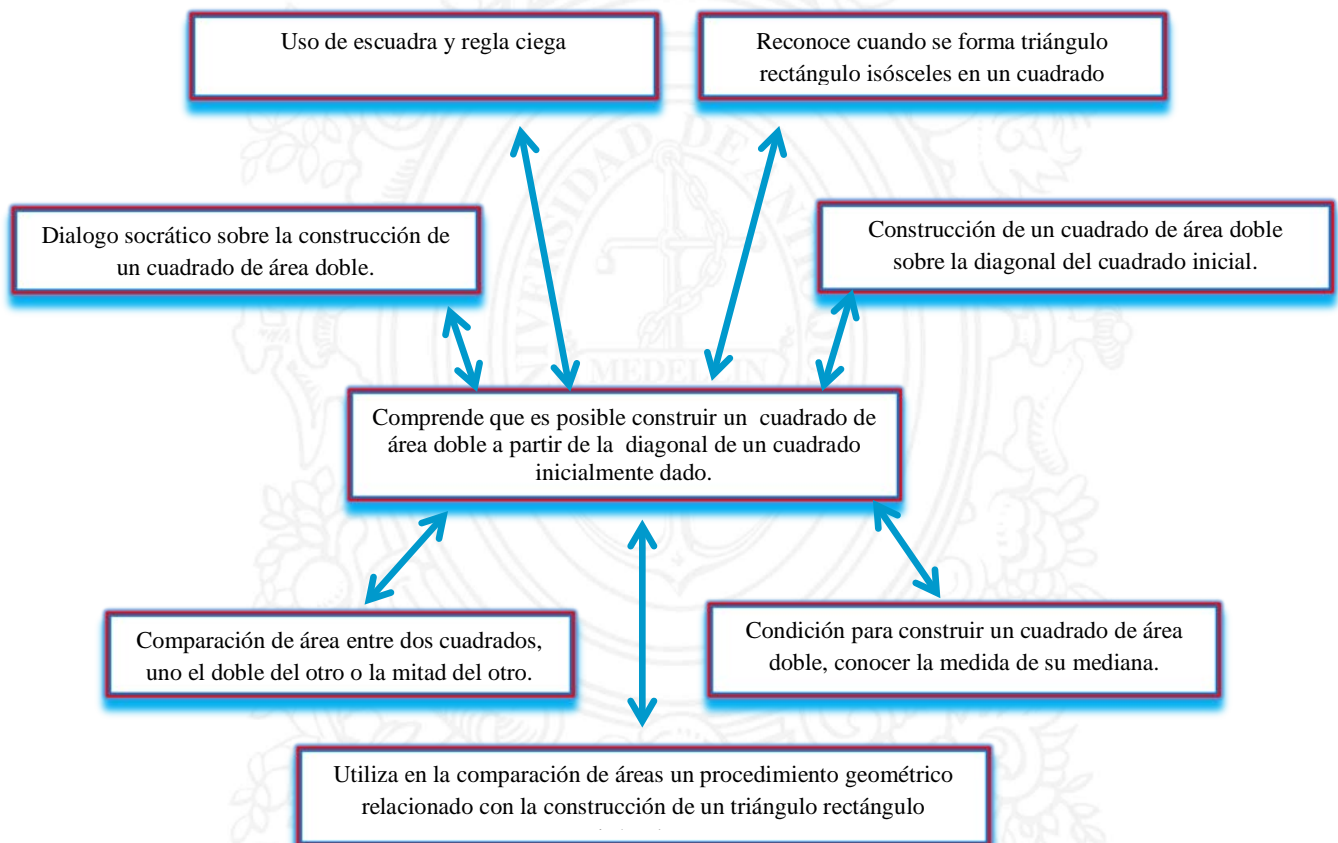 Uso de escuadra y regla ciega
Reconoce cuando se forma triángulo
rectángulo isósceles en un cuadrado
Dialogo socrático sobre la construcción de
un cuadrado de área doble.
Construcción de un cuadrado de área doble
sobre la diagonal del cuadrado inicial.
MEDELLIN
Comprende que es posible construir un cuadrado de
área doble a partir de la diagonal de un cuadrado
inicialmente dado.
Comparación de área entre dos cuadrados,
uno el doble del otro o la mitad del otro.
Condición para construir un cuadrado de área
doble, conocer la medida de su mediana.
Utiliza en la comparación de áreas un procedimiento geométrico
relacionado con la construcción de un triángulo rectángulo